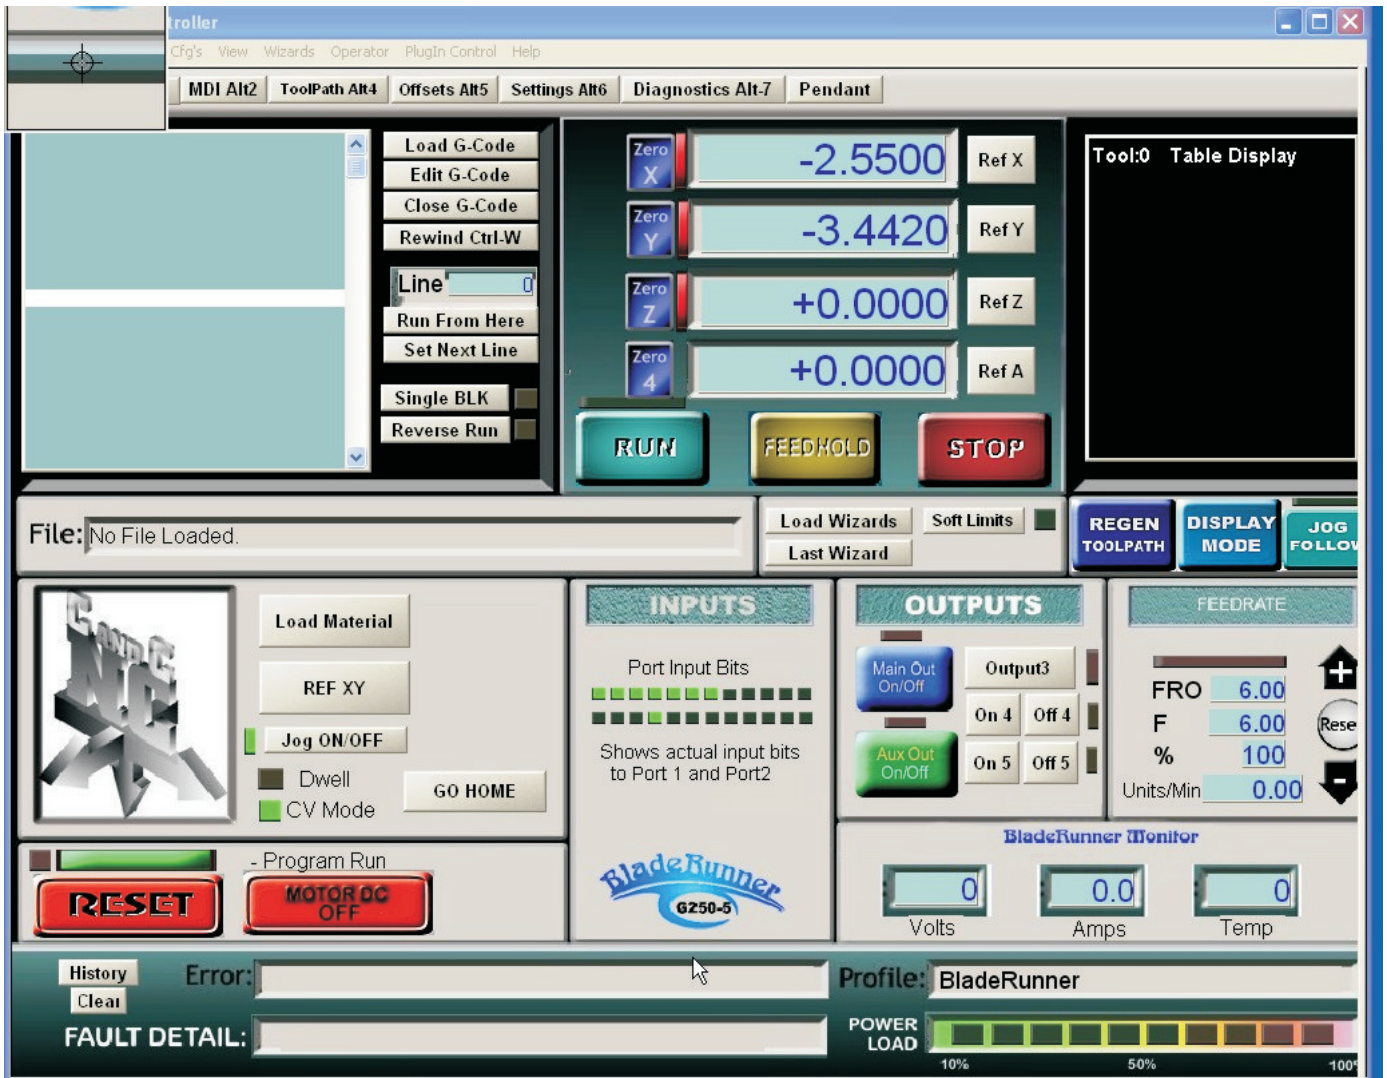 troller
Cfg's View Wizards Operator PlugIn Control Help
MDI Alt2 ToolPath Alt4 Offsets Alt5 Settings Alt6 Diagnostics Alt-7 Pendant
Load G-Code
Edit G-Code
Close G-Code
Rewind Ctrl-W
Line 0
Run From Here
Set Next Line
Single BLK
Reverse Run
Zero X -2.5500 Ref X
Zero Y -3.4420 Ref Y
Zero Z +0.0000 Ref Z
Zero 4 +0.0000 Ref A
RUN FEEDHOLD STOP
Tool:0 Table Display
File: No File Loaded.
Load Wizards Soft Limits
Last Wizard
REGEN TOOLPATH
DISPLAY MODE
JOG FOLLOW
C AND C NC
Load Material
REF XY
Jog ON/OFF
Dwell
CV Mode
GO HOME
INPUTS
Port Input Bits
Shows actual input bits
to Port 1 and Port2
BladeRunner
G250-5
OUTPUTS
Main Out On/Off
Output3
On 4 Off 4
Aux Out On/Off
On 5 Off 5
FEEDRATE
FRO 6.00
F 6.00
% 100
Units/Min 0.00
+
Rese
-
- Program Run
RESET
MOTOR DC OFF
BladeRunner Monitor
0 0.0 0
Volts Amps Temp
History Error:
Clear
FAULT DETAIL:
Profile: BladeRunner
POWER LOAD
10% 50% 100%